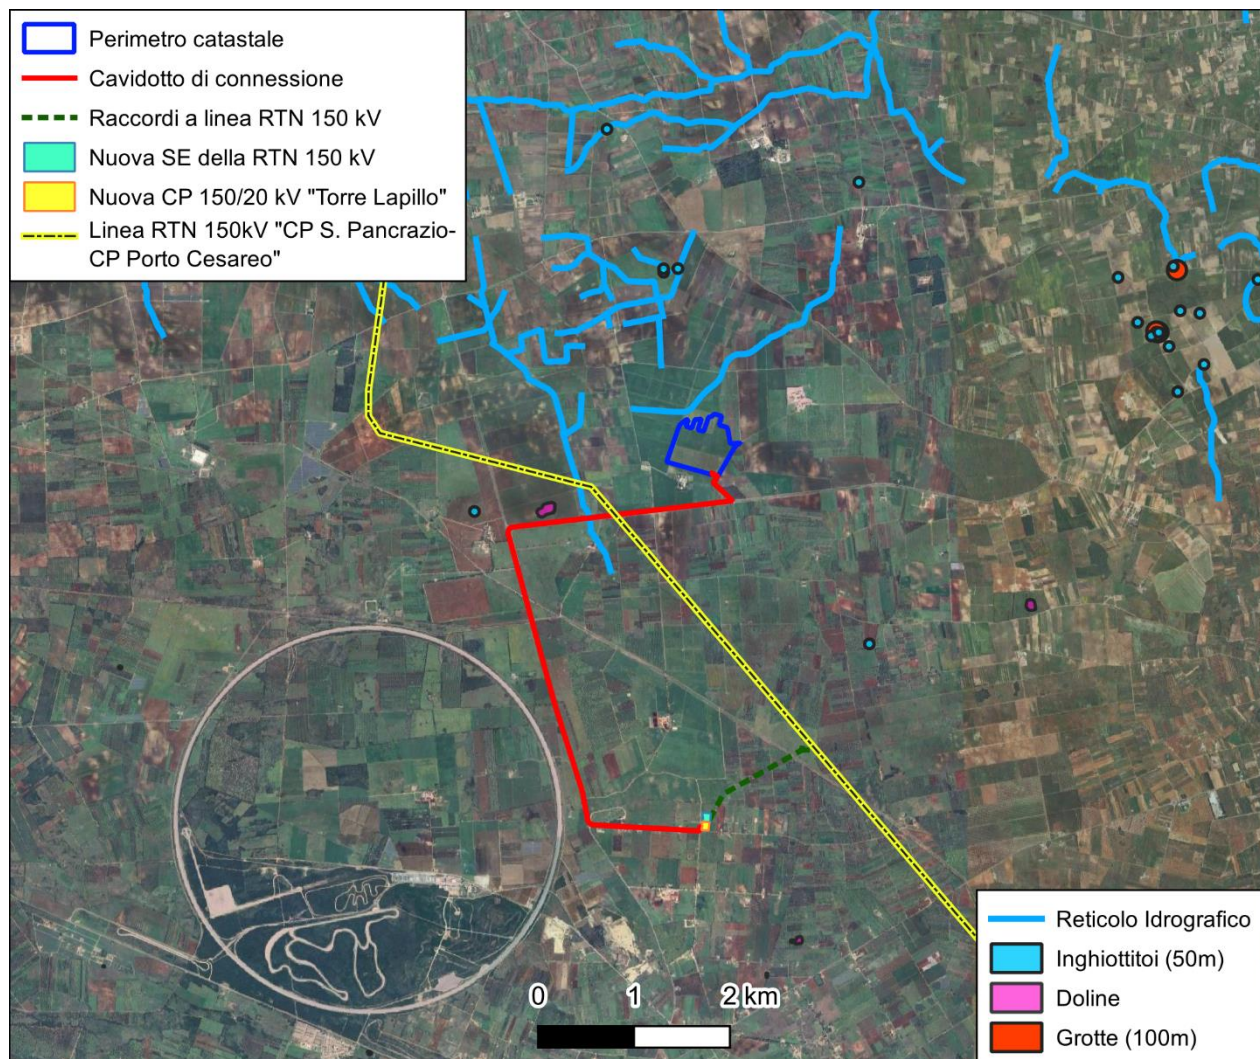 Perimetro catastale
Cavidotto di connessione
Raccordi a linea RTN 150 kV
Nuova SE della RTN 150 kV
Nuova CP 150/20 kV "Torre Lapillo"
Linea RTN 150kV "CP S. Pancrazio-
CP Porto Cesareo"
0 1 2 km
Reticolo Idrografico
Inghiottitoi (50m)
Doline
Grotte (100m)